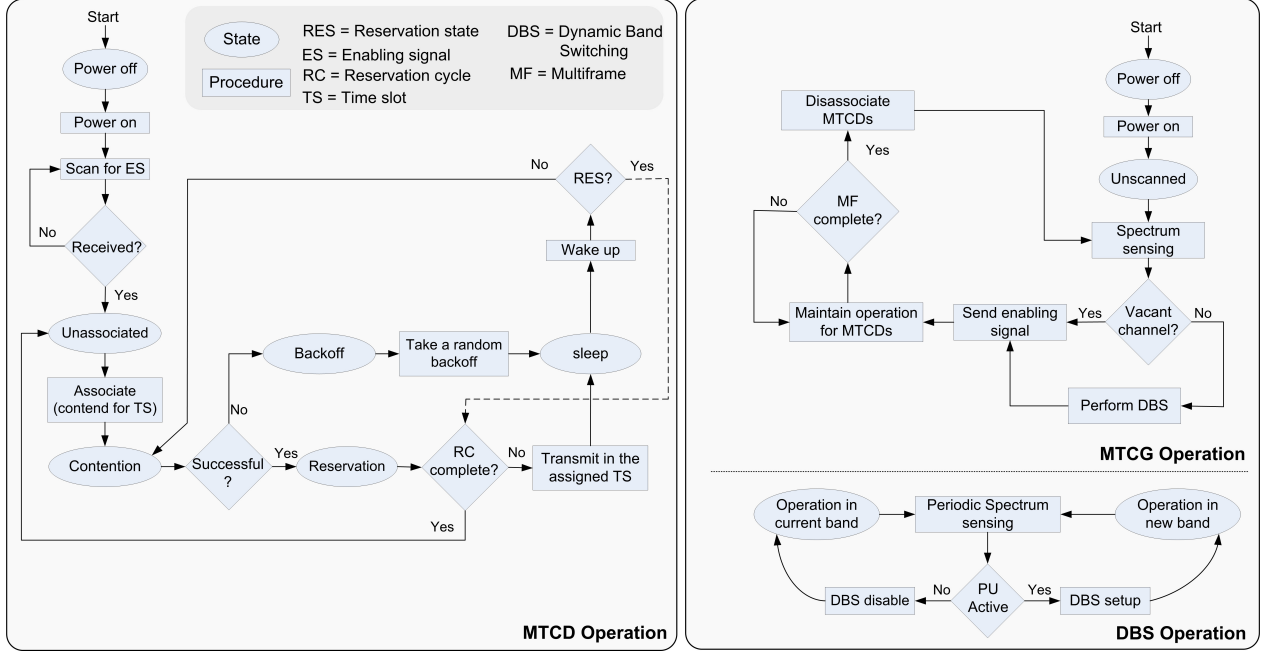 Start
Power off
Power on
Scan for ES
Received?
No
Yes
Unassociated
Associate
(contend for TS)
Contention
Successful
?
No
Yes
Backoff
Take a random
backoff
sleep
Reservation
RC
complete?
No
Yes
Transmit in the
assigned TS
Wake up
RES?
No
Yes
State
Procedure
RES = Reservation state
ES = Enabling signal
RC = Reservation cycle
TS = Time slot
DBS = Dynamic Band
Switching
MF = Multiframe
MTCD Operation
Start
Power off
Power on
Unscanned
Spectrum
sensing
Vacant
channel?
Yes
No
Perform DBS
Send enabling
signal
Maintain operation
for MTCDs
MF
complete?
No
Yes
Disassociate
MTCDs
MTCG Operation
Operation in
current band
Periodic Spectrum
sensing
Operation in
new band
PU
Active
No
Yes
DBS disable
DBS setup
DBS Operation